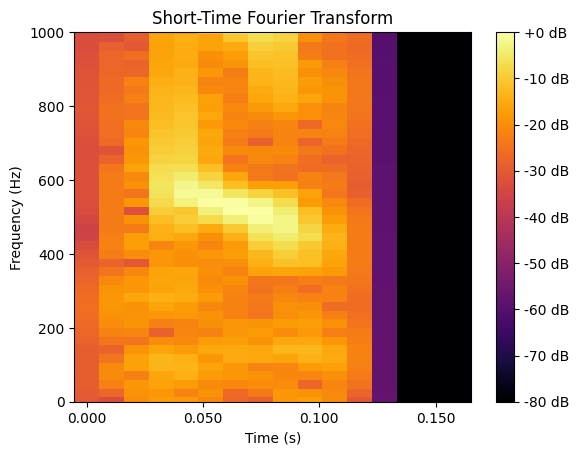 Short-Time Fourier Transform
Frequency (Hz)
1000
800
600
400
200
0
0.000
0.050
0.100
0.150
Time (s)
+0 dB
-10 dB
-20 dB
-30 dB
-40 dB
-50 dB
-60 dB
-70 dB
-80 dB